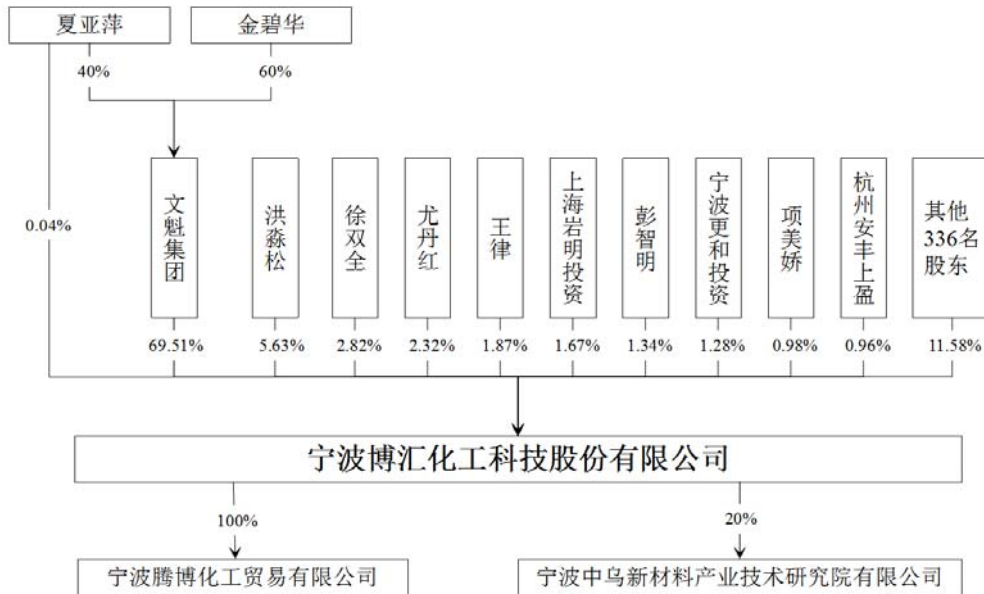 夏亚萍
金碧华
40%
60%
0.04%
文魁集团
洪淼松
徐双全
尤丹红
王律
上海岩明投资
彭智明
宁波更和投资
项美娇
杭州安丰上盈
其他
336名
股东
69.51%
5.63%
2.82%
2.32%
1.87%
1.67%
1.34%
1.28%
0.98%
0.96%
11.58%
宁波博汇化工科技股份有限公司
100%
20%
宁波腾博化工贸易有限公司
宁波中乌新材料产业技术研究院有限公司